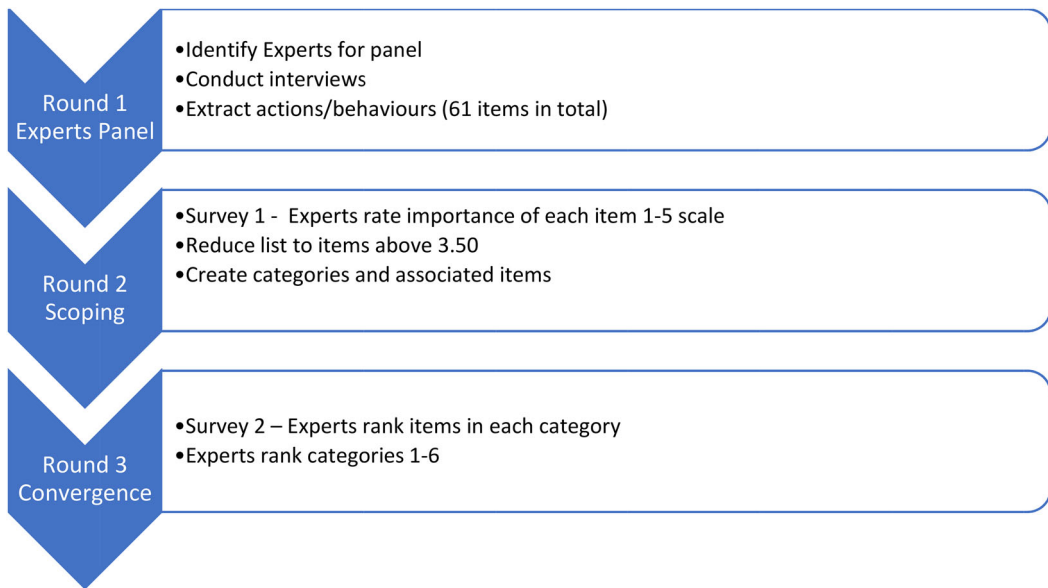 Round 1
Experts Panel
•Identify Experts for panel
•Conduct interviews
•Extract actions/behaviours (61 items in total)
Round 2
Scoping
•Survey 1 -  Experts rate importance of each item 1-5 scale
•Reduce list to items above 3.50
•Create categories and associated items
Round 3
Convergence
•Survey 2 – Experts rank items in each category
•Experts rank categories 1-6